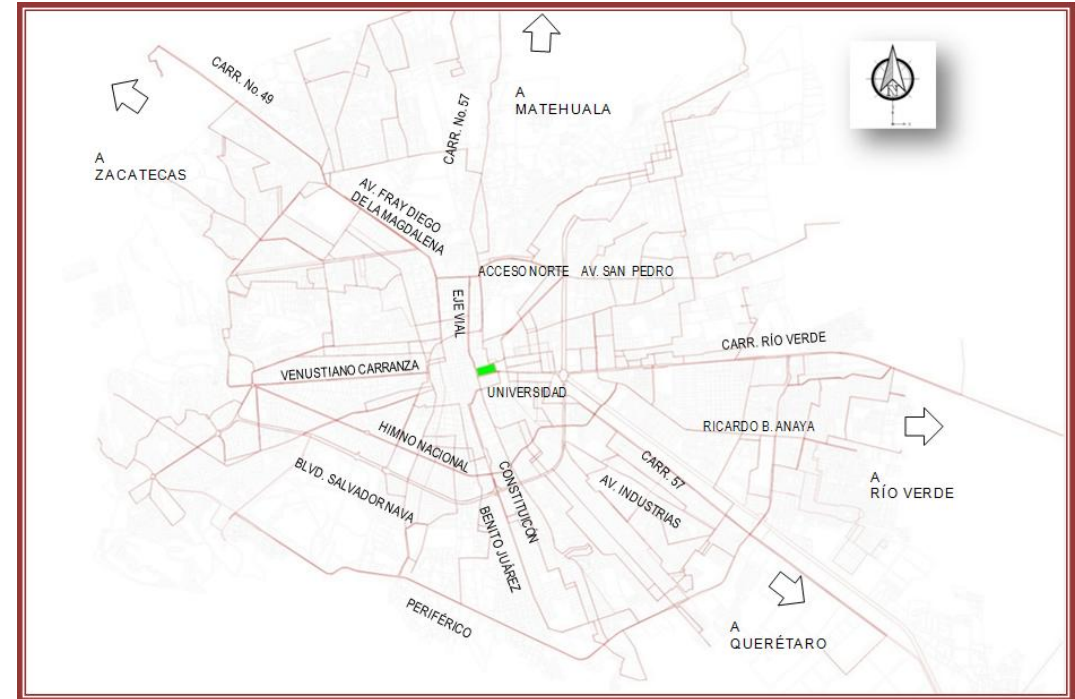 CARR. No. 49
A
MATEHUALA
N
CARR. No. 57
A
ZACATECAS
AV. FRAY DIEGO
DE LA MAGDALENA
ACCESO NORTE AV. SAN PEDRO
EJE VIAL
CARR. RÍO VERDE
VENUSTIANO CARRANZA
UNIVERSIDAD
RICARDO B. ANAYA
HIMNO NACIONAL
BLVD. SALVADOR NAVA
CARR. 57
AV. INDUSTRIAS
CONSTITUICÓN
BENITO JUÁREZ
A
RÍO VERDE
PERIFÉRICO
A
QUERÉTARO